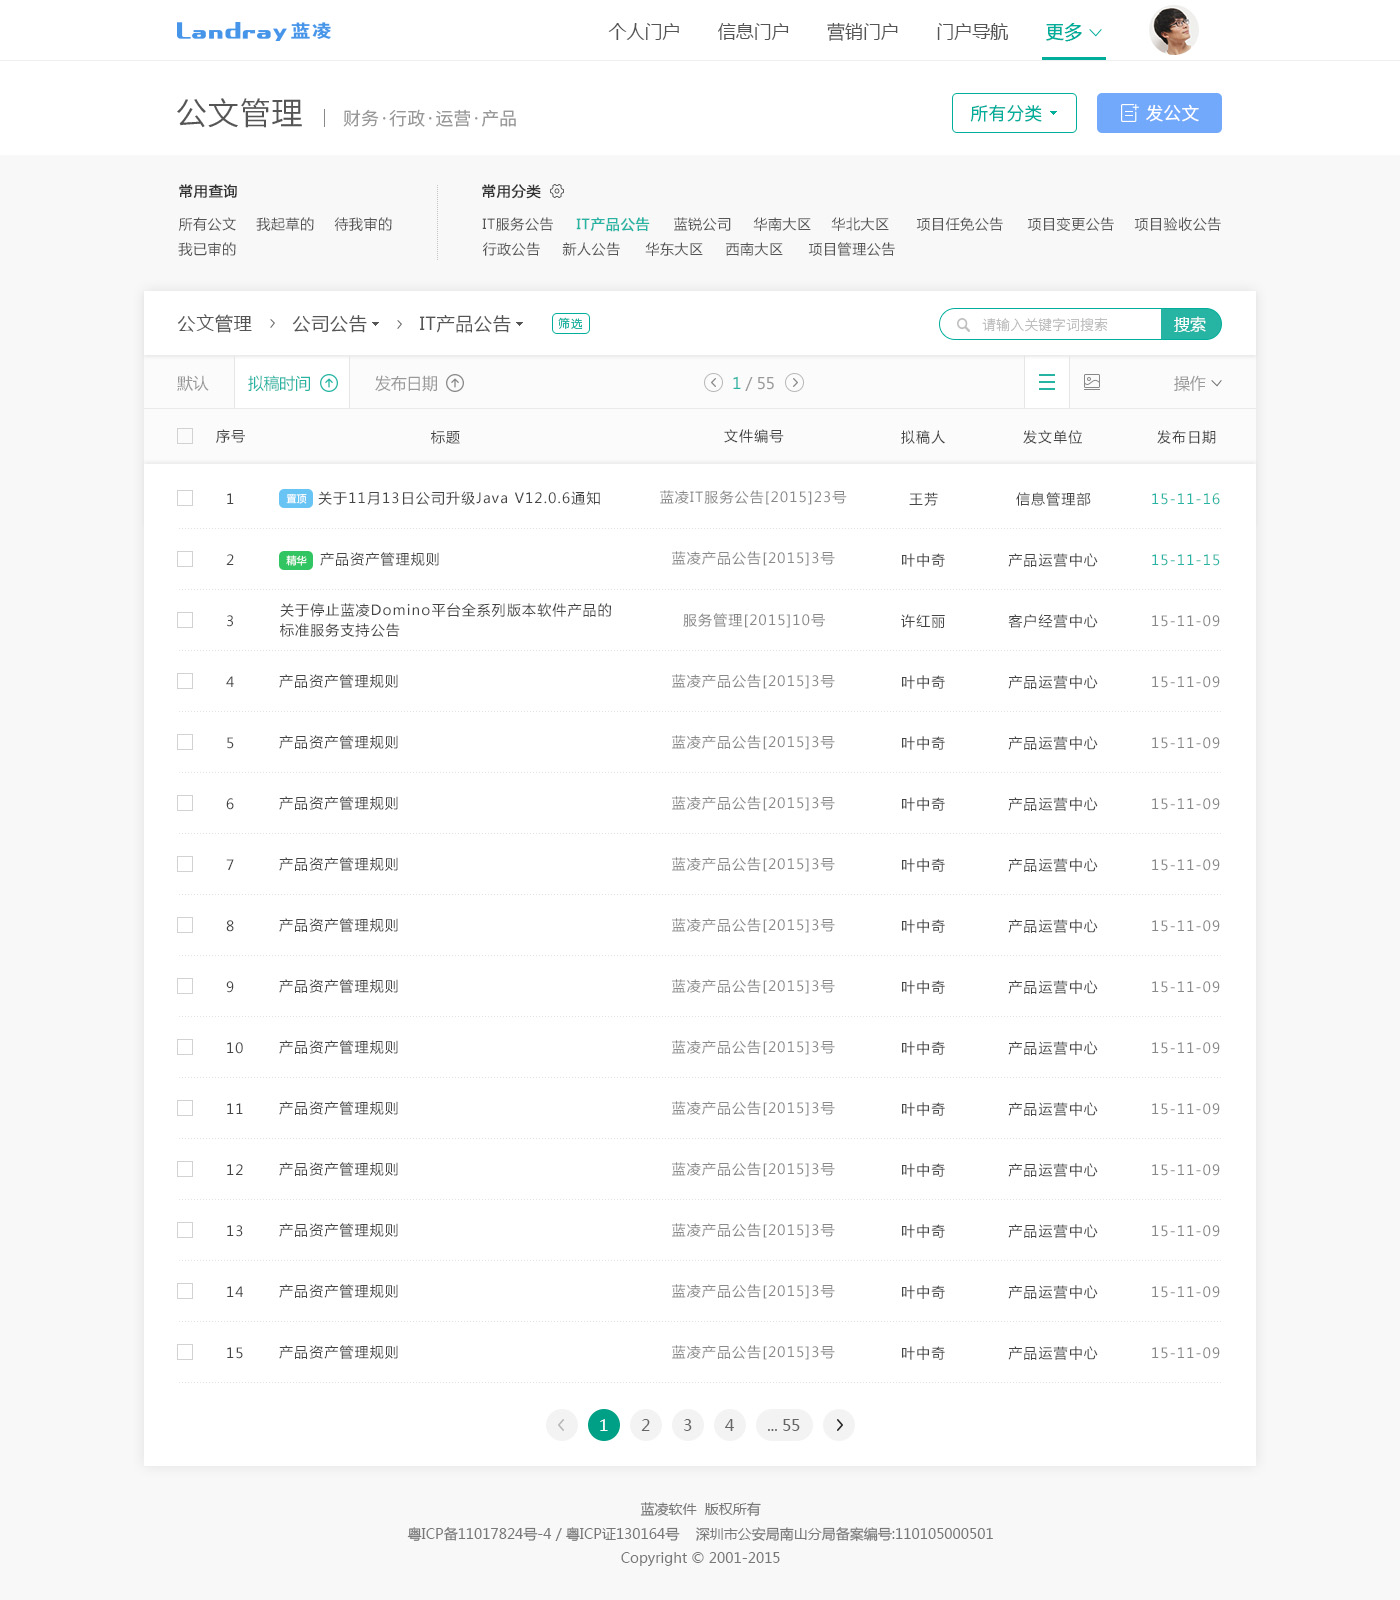 Landray蓝凌 个人门户 信息门户 营销门户 门户导航 更多
公文管理 | 财务·行政·运营·产品 所有分类 发公文
常用查询 常用分类
所有公文 我起草的 待我审的 IT服务公告 IT产品公告 蓝锐公司 华南大区 华北大区 项目任免公告 项目变更公告 项目验收公告
我已审的 行政公告 新人公告 华东大区 西南大区 项目管理公告
公文管理 > 公司公告 > IT产品公告 筛选 请输入关键字词搜索 搜索
默认 拟稿时间 发布日期 1 / 55 操作
序号 标题 文件编号 拟稿人 发文单位 发布日期
1 置顶 关于11月13日公司升级Java V12.0.6通知 蓝凌IT服务公告[2015]23号 王芳 信息管理部 15-11-16
2 精华 产品资产管理规则 蓝凌产品公告[2015]3号 叶中奇 产品运营中心 15-11-15
3 关于停止蓝凌Domino平台全系列版本软件产品的
标准服务支持公告 服务管理[2015]10号 许红丽 客户经营中心 15-11-09
4 产品资产管理规则 蓝凌产品公告[2015]3号 叶中奇 产品运营中心 15-11-09
5 产品资产管理规则 蓝凌产品公告[2015]3号 叶中奇 产品运营中心 15-11-09
6 产品资产管理规则 蓝凌产品公告[2015]3号 叶中奇 产品运营中心 15-11-09
7 产品资产管理规则 蓝凌产品公告[2015]3号 叶中奇 产品运营中心 15-11-09
8 产品资产管理规则 蓝凌产品公告[2015]3号 叶中奇 产品运营中心 15-11-09
9 产品资产管理规则 蓝凌产品公告[2015]3号 叶中奇 产品运营中心 15-11-09
10 产品资产管理规则 蓝凌产品公告[2015]3号 叶中奇 产品运营中心 15-11-09
11 产品资产管理规则 蓝凌产品公告[2015]3号 叶中奇 产品运营中心 15-11-09
12 产品资产管理规则 蓝凌产品公告[2015]3号 叶中奇 产品运营中心 15-11-09
13 产品资产管理规则 蓝凌产品公告[2015]3号 叶中奇 产品运营中心 15-11-09
14 产品资产管理规则 蓝凌产品公告[2015]3号 叶中奇 产品运营中心 15-11-09
15 产品资产管理规则 蓝凌产品公告[2015]3号 叶中奇 产品运营中心 15-11-09
1 2 3 4 ... 55
蓝凌软件 版权所有
粤ICP备11017824号-4 / 粤ICP证130164号 深圳市公安局南山分局备案编号:110105000501
Copyright © 2001-2015